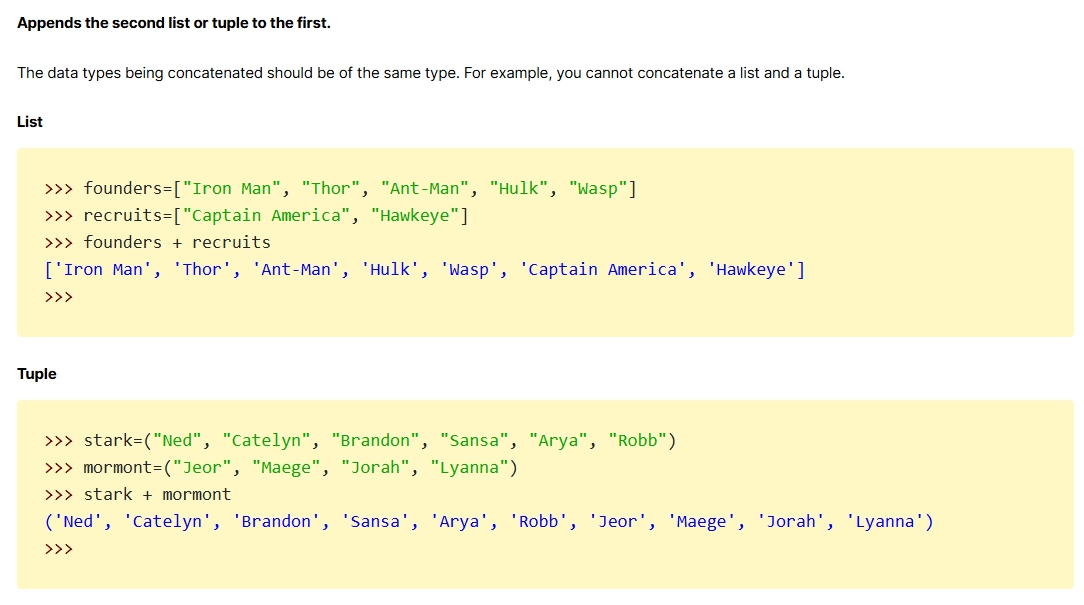 Appends the second list or tuple to the first.
The data types being concatenated should be of the same type. For example, you cannot concatenate a list and a tuple.
List
>>> founders=["Iron Man", "Thor", "Ant-Man", "Hulk", "Wasp"]
>>> recruits=["Captain America", "Hawkeye"]
>>> founders + recruits
['Iron Man', 'Thor', 'Ant-Man', 'Hulk', 'Wasp', 'Captain America', 'Hawkeye']
>>>
Tuple
>>> stark=("Ned", "Catelyn", "Brandon", "Sansa", "Arya", "Robb")
>>> mormont=("Jeor", "Maege", "Jorah", "Lyanna")
>>> stark + mormont
('Ned', 'Catelyn', 'Brandon', 'Sansa', 'Arya', 'Robb', 'Jeor', 'Maege', 'Jorah', 'Lyanna')
>>>